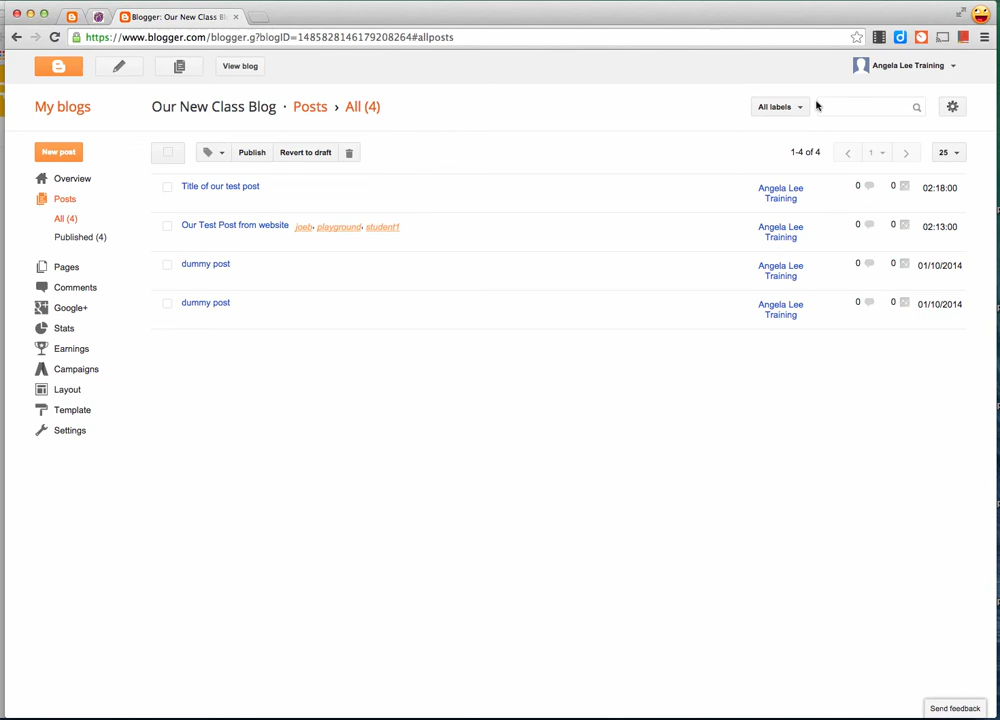 Blogger: Our New Class Bl
https://www.blogger.com/blogger.g?blogID=1485828146179208264#allposts
View blog
Angela Lee Training
My blogs
Our New Class Blog · Posts › All (4)
All labels
New post
Publish
Revert to draft
1-4 of 4
1
25
Overview
Posts
All (4)
Published (4)
Pages
Comments
Google+
Stats
Earnings
Campaigns
Layout
Template
Settings
Title of our test post
Angela Lee Training
0
0
02:18:00
Our Test Post from website joeb, playground, student1
Angela Lee Training
0
0
02:13:00
dummy post
Angela Lee Training
0
0
01/10/2014
dummy post
Angela Lee Training
0
0
01/10/2014
Send feedback